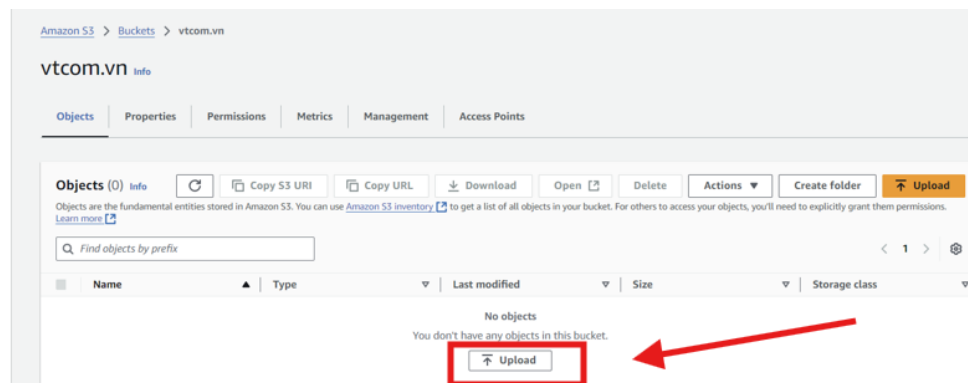 Amazon S3 > Buckets > vtcom.vn
vtcom.vn Info
Objects Properties Permissions Metrics Management Access Points
Objects (0) Info Copy S3 URI Copy URL Download Open Delete Actions Create folder Upload
Objects are the fundamental entities stored in Amazon S3. You can use Amazon S3 inventory to get a list of all objects in your bucket. For others to access your objects, you'll need to explicitly grant them permissions.
Learn more
Find objects by prefix
< 1 >
Name Type Last modified Size Storage class
No objects
You don't have any objects in this bucket.
Upload